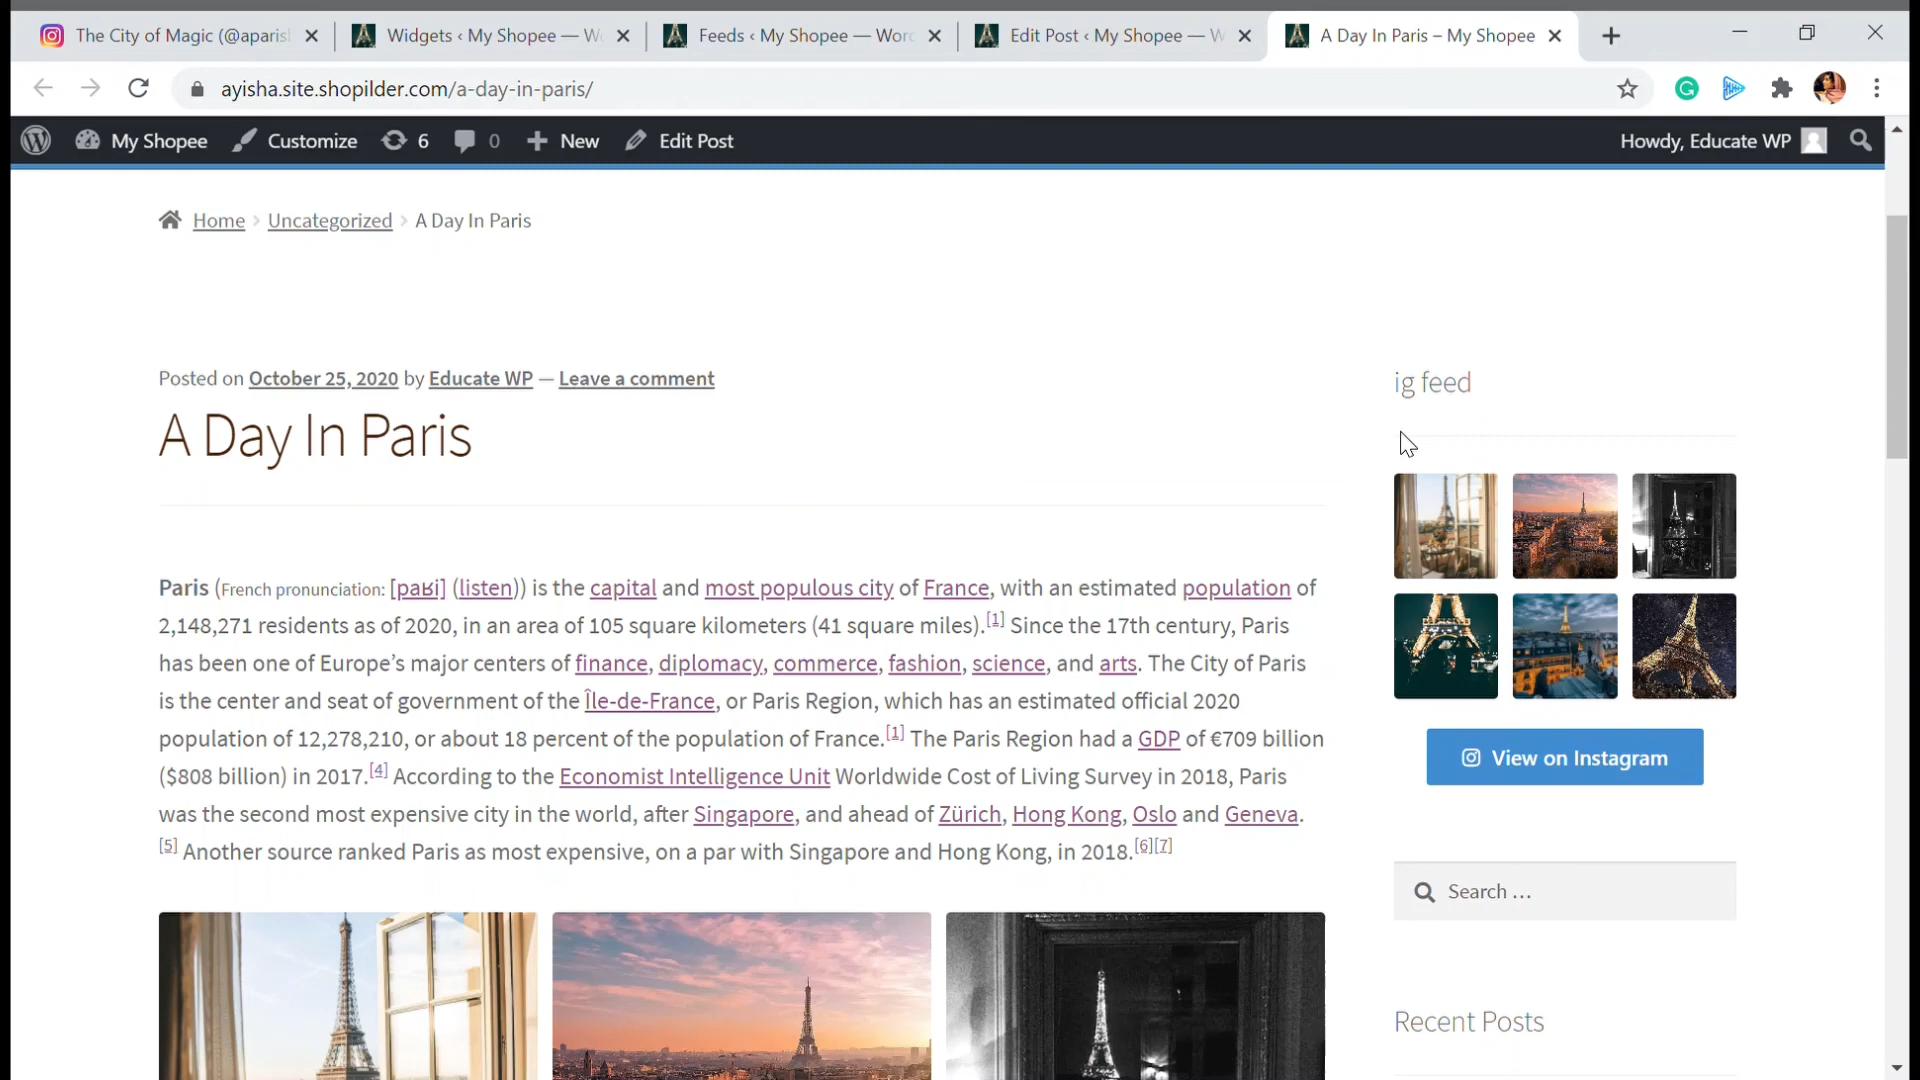 The City of Magic (@aparis
Widgets ‹ My Shopee — Wo
Feeds ‹ My Shopee — Word
Edit Post ‹ My Shopee — W
A Day In Paris – My Shopee
ayisha.site.shopilder.com/a-day-in-paris/
My Shopee
Customize
6
0
New
Edit Post
Howdy, Educate WP
Home › Uncategorized › A Day In Paris
Posted on October 25, 2020 by Educate WP — Leave a comment
A Day In Paris
Paris (French pronuciation: [paʁi] (listen)) is the capital and most populous city of France, with an estimated population of
2,148,271 residents as of 2020, in an area of 105 square kilometers (41 square miles).[1] Since the 17th century, Paris
has been one of Europe’s major centers of finance, diplomacy, commerce, fashion, science, and arts. The City of Paris
is the center and seat of government of the Île-de-France, or Paris Region, which has an estimated official 2020
population of 12,278,210, or about 18 percent of the population of France.[1] The Paris Region had a GDP of €709 billion
($808 billion) in 2017.[4] According to the Economist Intelligence Unit Worldwide Cost of Living Survey in 2018, Paris
was the second most expensive city in the world, after Singapore, and ahead of Zürich, Hong Kong, Oslo and Geneva.
[5] Another source ranked Paris as most expensive, on a par with Singapore and Hong Kong, in 2018.[6][7]
ig feed
View on Instagram
Search …
Recent Posts